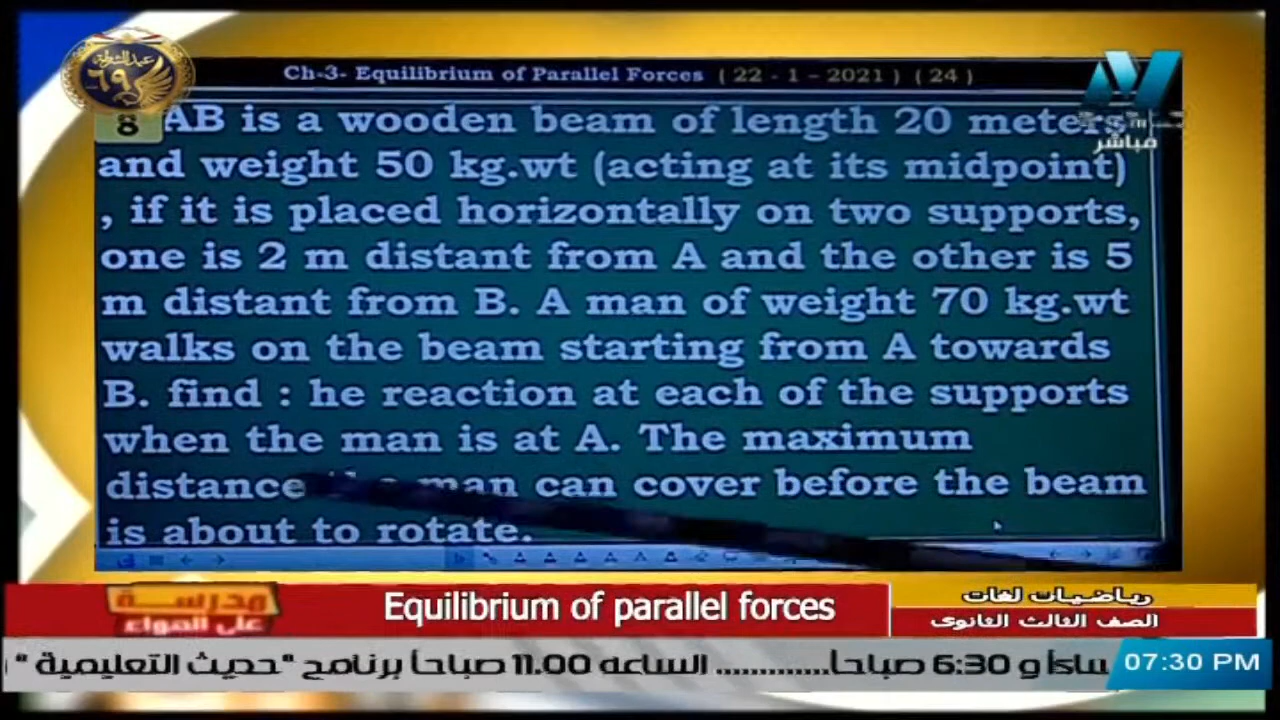 Ch-3- Equilibrium of Parallel Forces ( 22 - 1 - 2021 ) ( 24 )
8 AB is a wooden beam of length 20 meters
مباشر
and weight 50 kg.wt (acting at its midpoint)
, if it is placed horizontally on two supports,
one is 2 m distant from A and the other is 5
m distant from B. A man of weight 70 kg.wt
walks on the beam starting from A towards
B. find : he reaction at each of the supports
when the man is at A. The maximum
distance man can cover before the beam
is about to rotate.
مدرسة
على الهواء
Equilibrium of parallel forces
رياضيات لغات
الصف الثالث الثانوى
ساءاً و 6:30 صباحاً............. الساعه 11.00 صباحاً برنامج "حديث التعليمية "
07:30 PM